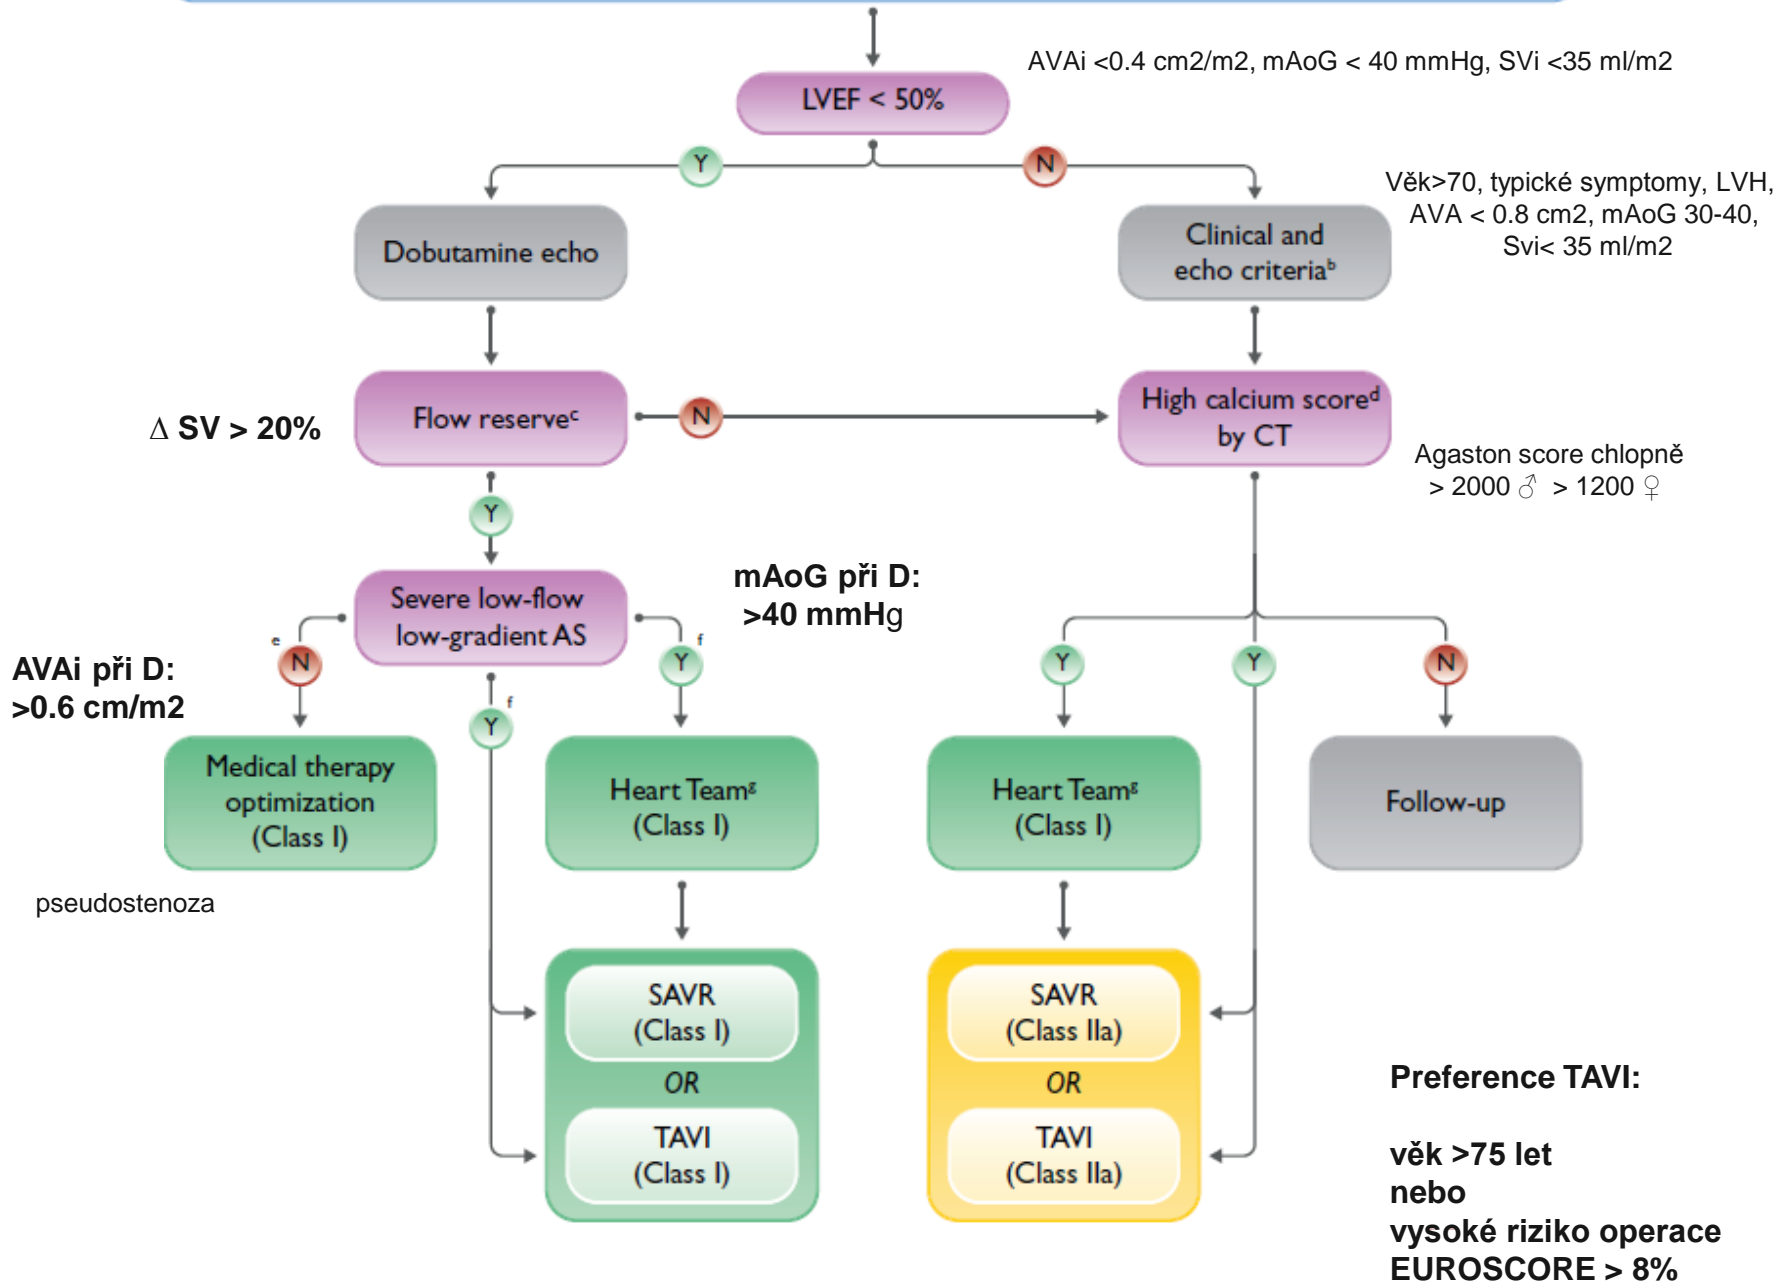 AVAi <0.4 cm2/m2, mAoG < 40 mmHg, SVi <35 ml/m2
LVEF < 50%
Y
N
Věk>70, typické symptomy, LVH,
AVA < 0.8 cm2, mAoG 30-40,
Svi< 35 ml/m2
Dobutamine echo
Clinical and
echo criteriaᵇ
Δ SV > 20%
Flow reserveᶜ
N
High calcium scoreᵈ
by CT
Agaston score chlopně
> 2000 ♂ > 1200 ♀
Y
mAoG při D:
>40 mmHg
Severe low-flow
low-gradient AS
e
N
f
Y
f
Y
Y
Y
N
AVAi při D:
>0.6 cm/m2
Medical therapy
optimization
(Class I)
Heart Teamᵍ
(Class I)
Heart Teamᵍ
(Class I)
Follow-up
pseudostenoza
SAVR
(Class I)
OR
TAVI
(Class I)
SAVR
(Class IIa)
OR
TAVI
(Class IIa)
Preference TAVI:
věk >75 let
nebo
vysoké riziko operace
EUROSCORE > 8%